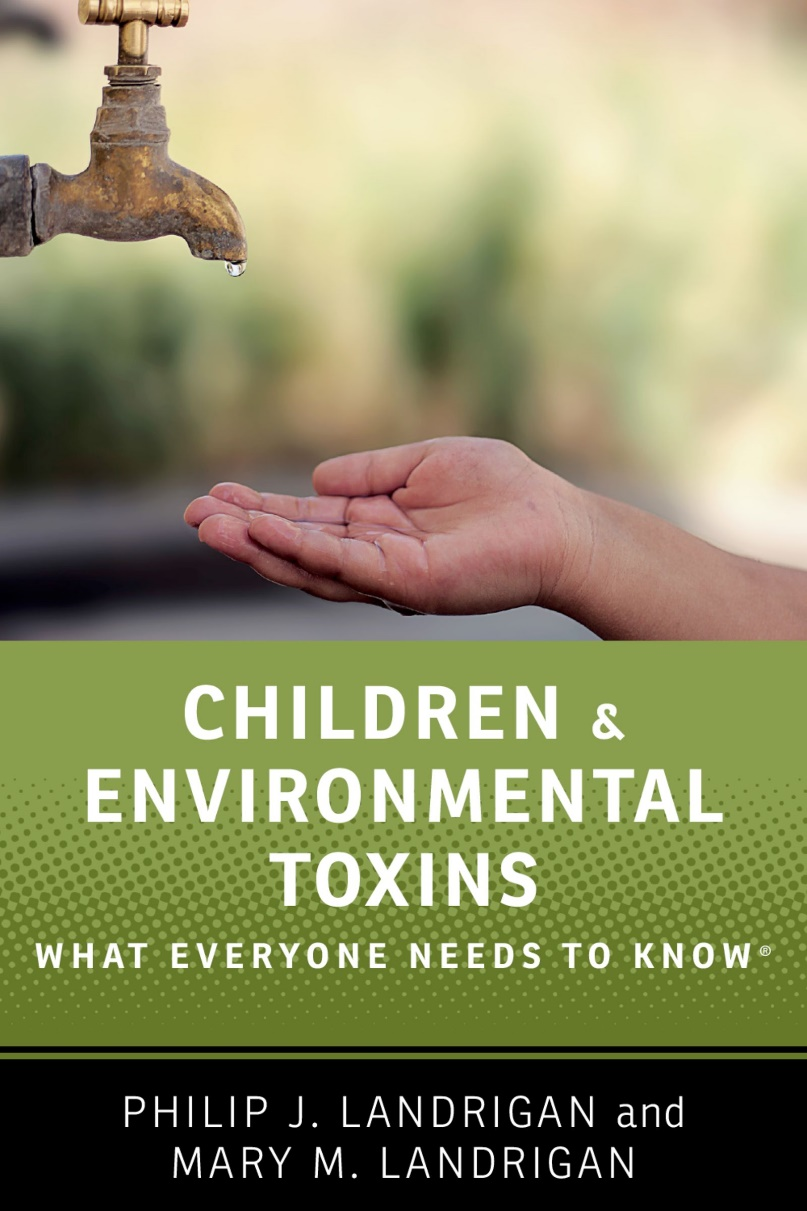 CHILDREN &
ENVIRONMENTAL
TOXINS
WHAT EVERYONE NEEDS TO KNOW®
PHILIP J. LANDRIGAN and
MARY M. LANDRIGAN